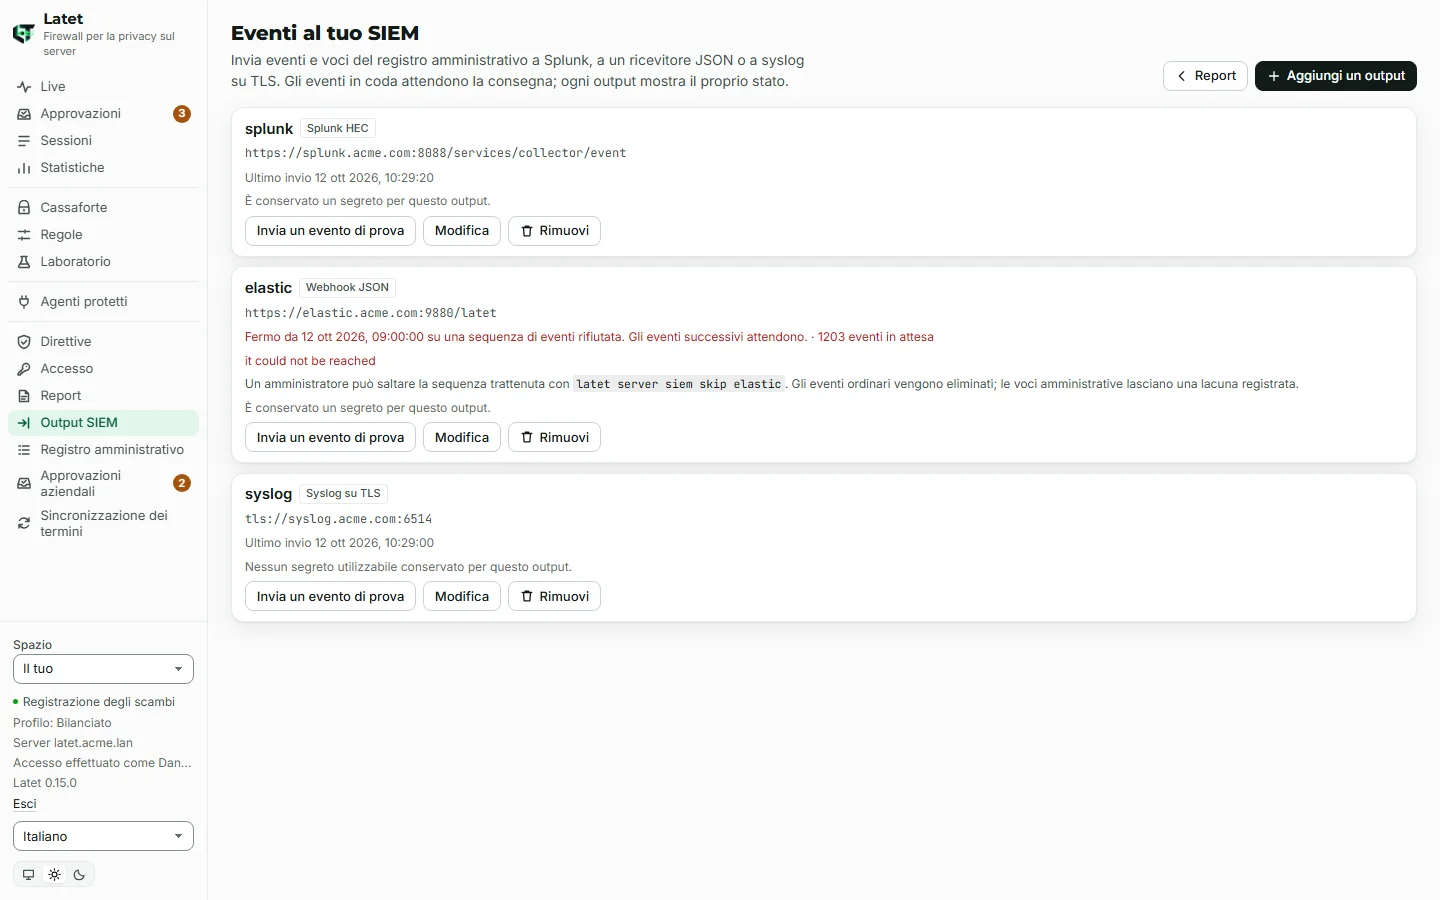 Latet
Firewall per la privacy sul
server
Live
Approvazioni 3
Sessioni
Statistiche
Cassaforte
Regole
Laboratorio
Agenti protetti
Direttive
Accesso
Report
Output SIEM
Registro amministrativo
Approvazioni
aziendali 2
Sincronizzazione dei
termini
Spazio
Il tuo
Registrazione degli scambi
Profilo: Bilanciato
Server latet.acme.lan
Accesso effettuato come Dan...
Latet 0.15.0
Esci
Italiano
Eventi al tuo SIEM
Invia eventi e voci del registro amministrativo a Splunk, a un ricevitore JSON o a syslog
su TLS. Gli eventi in coda attendono la consegna; ogni output mostra il proprio stato.
Report
Aggiungi un output
splunk Splunk HEC
https://splunk.acme.com:8088/services/collector/event
Ultimo invio 12 ott 2026, 10:29:20
È conservato un segreto per questo output.
Invia un evento di prova Modifica Rimuovi
elastic Webhook JSON
https://elastic.acme.com:9880/latet
Fermo da 12 ott 2026, 09:00:00 su una sequenza di eventi rifiutata. Gli eventi successivi attendono. · 1203 eventi in attesa
it could not be reached
Un amministratore può saltare la sequenza trattenuta con latet server siem skip elastic. Gli eventi ordinari vengono eliminati; le voci amministrative lasciano una lacuna registrata.
È conservato un segreto per questo output.
Invia un evento di prova Modifica Rimuovi
syslog Syslog su TLS
tls://syslog.acme.com:6514
Ultimo invio 12 ott 2026, 10:29:00
Nessun segreto utilizzabile conservato per questo output.
Invia un evento di prova Modifica Rimuovi